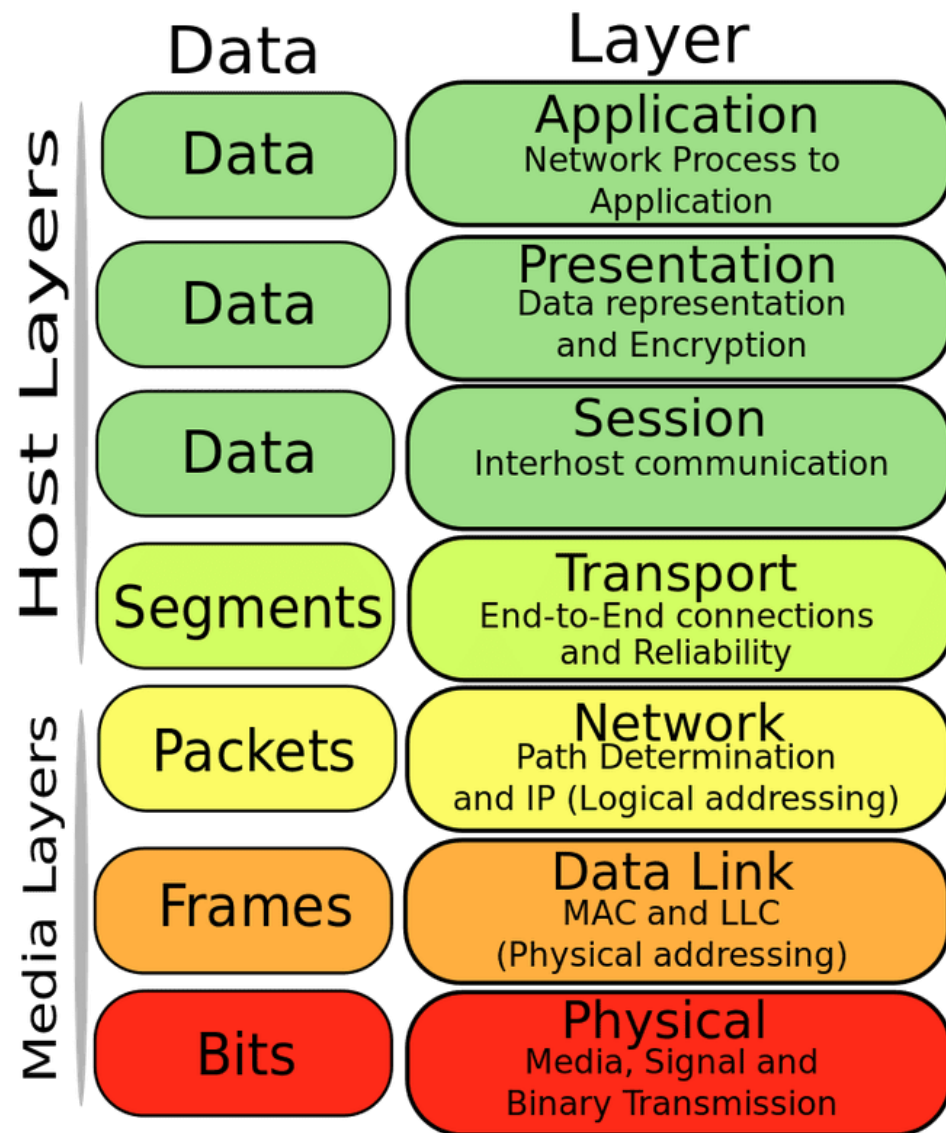 Data
Layer
Host Layers
Data
Application
Network Process to
Application
Data
Presentation
Data representation
and Encryption
Data
Session
Interhost communication
Segments
Transport
End-to-End connections
and Reliability
Media Layers
Packets
Network
Path Determination
and IP (Logical addressing)
Frames
Data Link
MAC and LLC
(Physical addressing)
Bits
Physical
Media, Signal and
Binary Transmission